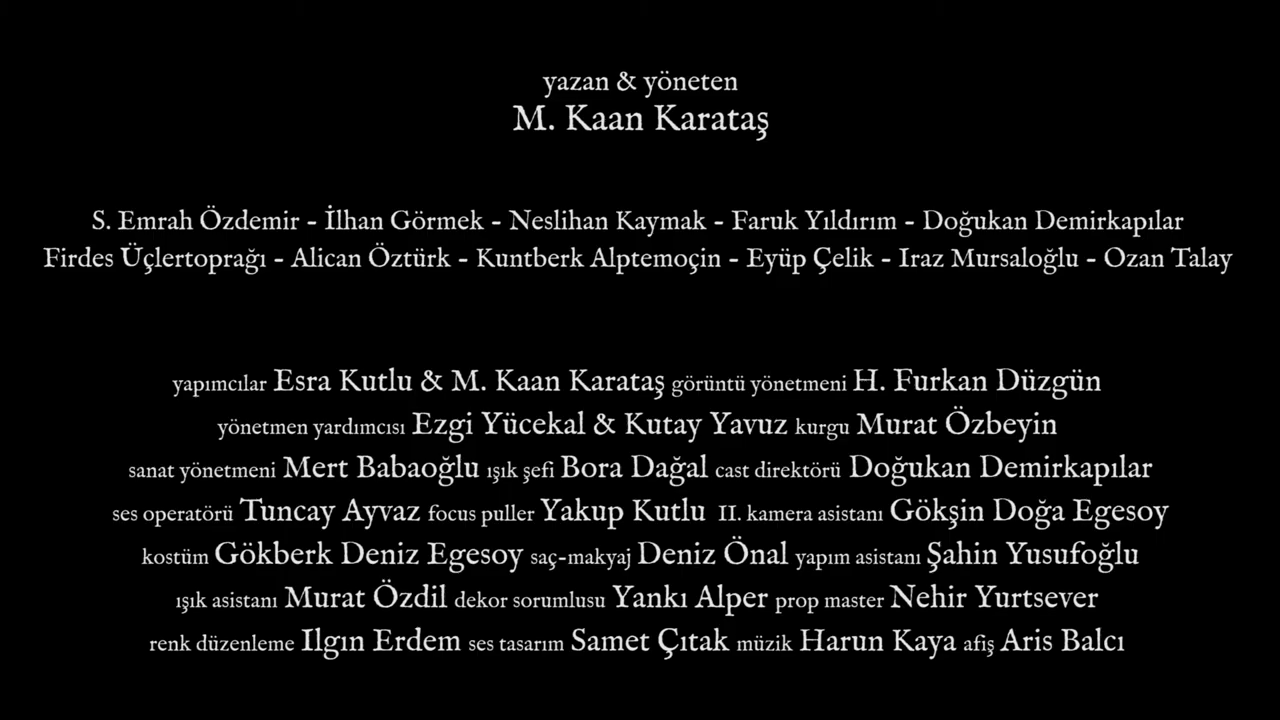 yazan & yöneten
M. Kaan Karataş
S. Emrah Özdemir - İlhan Görmek - Neslihan Kaymak - Faruk Yıldırım - Doğukan Demirkapılar
Firdes Üçlertoprağı - Alican Öztürk - Kuntberk Alptemoçin - Eyüp Çelik - Iraz Mursaloğlu - Ozan Talay
yapımcılar Esra Kutlu & M. Kaan Karataş görüntü yönetmeni H. Furkan Düzgün
yönetmen yardımcısı Ezgi Yücekal & Kutay Yavuz kurgu Murat Özbeyin
sanat yönetmeni Mert Babaoğlu ışık şefi Bora Dağal cast direktörü Doğukan Demirkapılar
ses operatörü Tuncay Ayvaz focus puller Yakup Kutlu II. kamera asistanı Gökşin Doğa Egesoy
kostüm Gökberk Deniz Egesoy saç-makyaj Deniz Önal yapım asistanı Şahin Yusufoğlu
ışık asistanı Murat Özdil dekor sorumlusu Yankı Alper prop master Nehir Yurtsever
renk düzenleme Ilgın Erdem ses tasarım Samet Çıtak müzik Harun Kaya afiş Aris Balcı